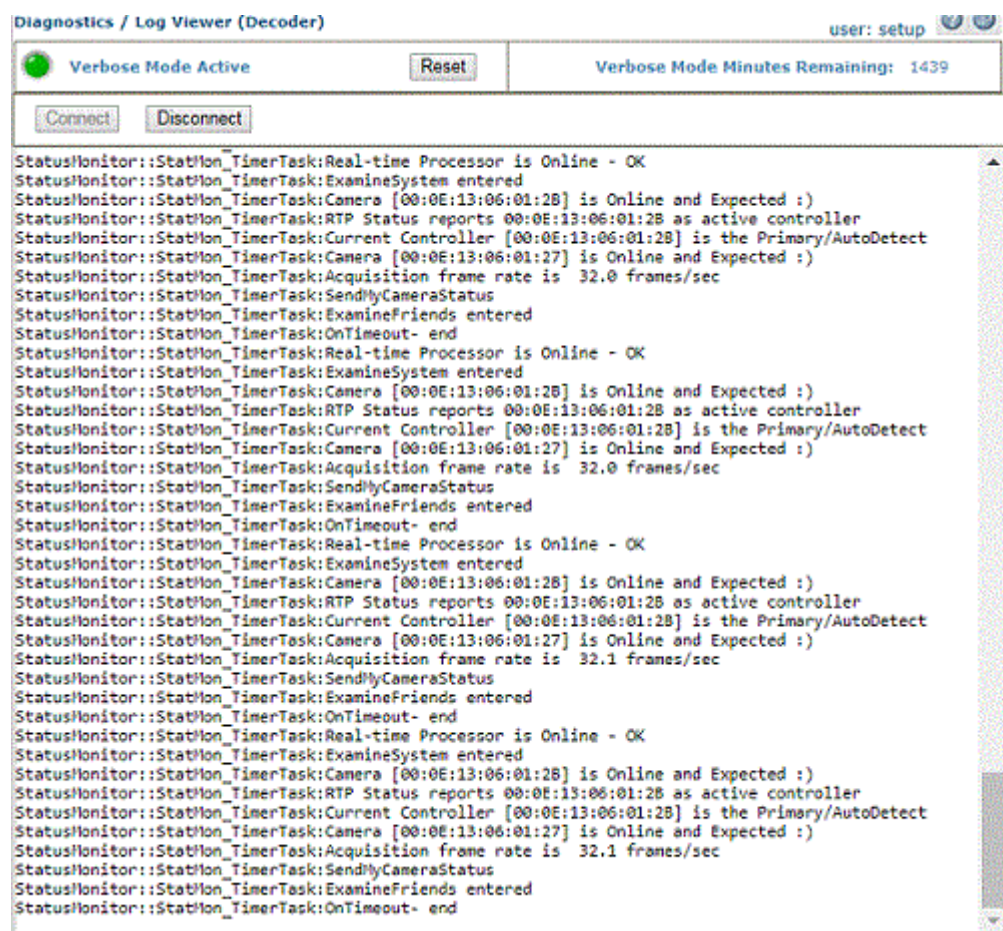 Diagnostics / Log Viewer (Decoder)
user: setup
Verbose Mode Active
Reset
Verbose Mode Minutes Remaining: 1439
Connect
Disconnect
StatusMonitor::StatMon_TimerTask:Real-time Processor is Online - OK
StatusMonitor::StatMon_TimerTask:ExamineSystem entered
StatusMonitor::StatMon_TimerTask:Camera [00:0E:13:06:01:2B] is Online and Expected :)
StatusMonitor::StatMon_TimerTask:RTP Status reports 00:0E:13:06:01:2B as active controller
StatusMonitor::StatMon_TimerTask:Current Controller [00:0E:13:06:01:2B] is the Primary/AutoDetect
StatusMonitor::StatMon_TimerTask:Camera [00:0E:13:06:01:27] is Online and Expected :)
StatusMonitor::StatMon_TimerTask:Acquisition frame rate is  32.0 frames/sec
StatusMonitor::StatMon_TimerTask:SendMyCameraStatus
StatusMonitor::StatMon_TimerTask:ExamineFriends entered
StatusMonitor::StatMon_TimerTask:OnTimeout- end
StatusMonitor::StatMon_TimerTask:Real-time Processor is Online - OK
StatusMonitor::StatMon_TimerTask:ExamineSystem entered
StatusMonitor::StatMon_TimerTask:Camera [00:0E:13:06:01:2B] is Online and Expected :)
StatusMonitor::StatMon_TimerTask:RTP Status reports 00:0E:13:06:01:2B as active controller
StatusMonitor::StatMon_TimerTask:Current Controller [00:0E:13:06:01:2B] is the Primary/AutoDetect
StatusMonitor::StatMon_TimerTask:Camera [00:0E:13:06:01:27] is Online and Expected :)
StatusMonitor::StatMon_TimerTask:Acquisition frame rate is  32.0 frames/sec
StatusMonitor::StatMon_TimerTask:SendMyCameraStatus
StatusMonitor::StatMon_TimerTask:ExamineFriends entered
StatusMonitor::StatMon_TimerTask:OnTimeout- end
StatusMonitor::StatMon_TimerTask:Real-time Processor is Online - OK
StatusMonitor::StatMon_TimerTask:ExamineSystem entered
StatusMonitor::StatMon_TimerTask:Camera [00:0E:13:06:01:2B] is Online and Expected :)
StatusMonitor::StatMon_TimerTask:RTP Status reports 00:0E:13:06:01:2B as active controller
StatusMonitor::StatMon_TimerTask:Current Controller [00:0E:13:06:01:2B] is the Primary/AutoDetect
StatusMonitor::StatMon_TimerTask:Camera [00:0E:13:06:01:27] is Online and Expected :)
StatusMonitor::StatMon_TimerTask:Acquisition frame rate is  32.1 frames/sec
StatusMonitor::StatMon_TimerTask:SendMyCameraStatus
StatusMonitor::StatMon_TimerTask:ExamineFriends entered
StatusMonitor::StatMon_TimerTask:OnTimeout- end
StatusMonitor::StatMon_TimerTask:Real-time Processor is Online - OK
StatusMonitor::StatMon_TimerTask:ExamineSystem entered
StatusMonitor::StatMon_TimerTask:Camera [00:0E:13:06:01:2B] is Online and Expected :)
StatusMonitor::StatMon_TimerTask:RTP Status reports 00:0E:13:06:01:2B as active controller
StatusMonitor::StatMon_TimerTask:Current Controller [00:0E:13:06:01:2B] is the Primary/AutoDetect
StatusMonitor::StatMon_TimerTask:Camera [00:0E:13:06:01:27] is Online and Expected :)
StatusMonitor::StatMon_TimerTask:Acquisition frame rate is  32.1 frames/sec
StatusMonitor::StatMon_TimerTask:SendMyCameraStatus
StatusMonitor::StatMon_TimerTask:ExamineFriends entered
StatusMonitor::StatMon_TimerTask:OnTimeout- end